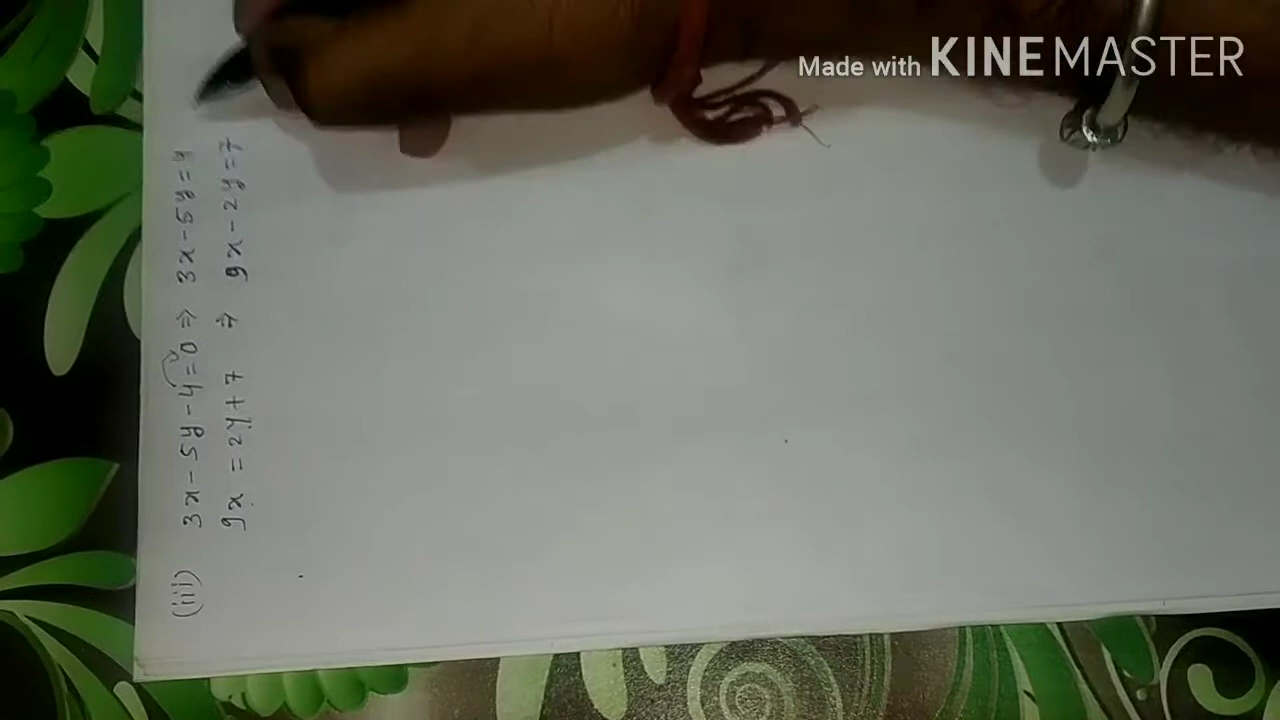 Made with KINEMASTER
(iii) 3x - 5y - 4 = 0 ⇒ 3x - 5y = 4
9x = 2y + 7 ⇒ 9x - 2y = 7